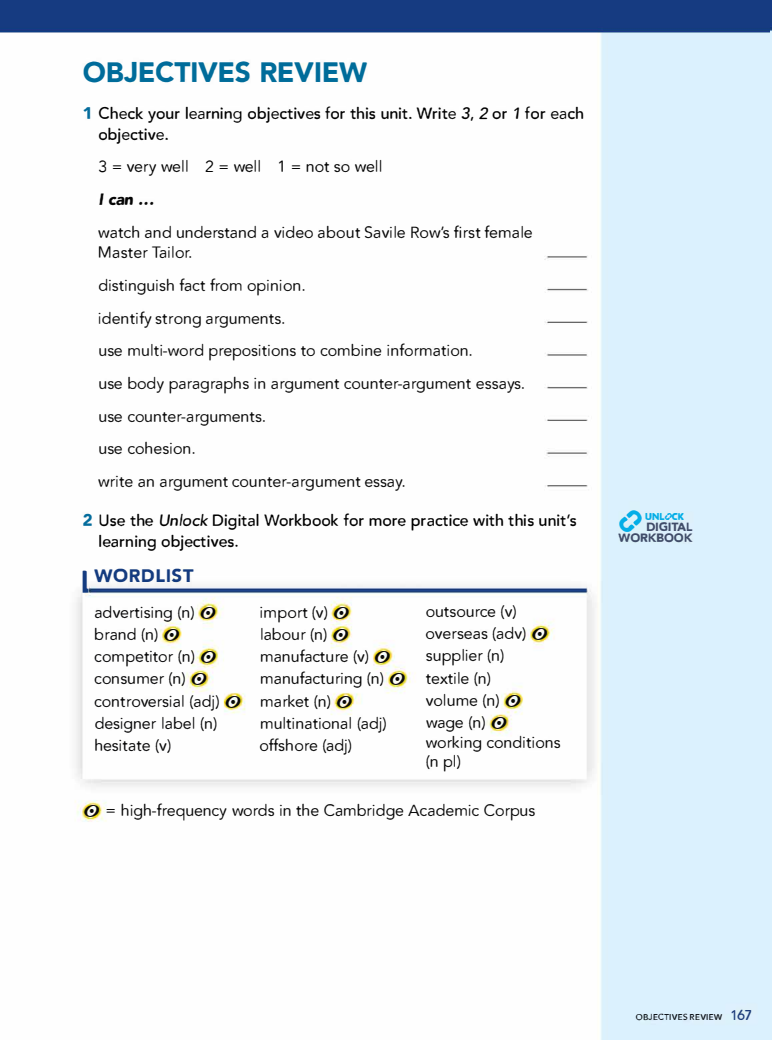 OBJECTIVES REVIEW
1 Check your learning objectives for this unit. Write 3, 2 or 1 for each
objective.
3 = very well 2 = well 1 = not so well
I can ...
watch and understand a video about Savile Row's first female
Master Tailor.
distinguish fact from opinion.
identify strong arguments.
use multi-word prepositions to combine information.
use body paragraphs in argument counter-argument essays.
use counter-arguments.
use cohesion.
write an argument counter-argument essay.
2 Use the Unlock Digital Workbook for more practice with this unit's
learning objectives.
UNLOCK
DIGITAL
WORKBOOK
WORDLIST
advertising (n)
brand (n)
competitor (n)
consumer (n)
controversial (adj)
designer label (n)
hesitate (v)
import (v)
labour (n)
manufacture (v)
manufacturing (n)
market (n)
multinational (adj)
offshore (adj)
outsource (v)
overseas (adv)
supplier (n)
textile (n)
volume (n)
wage (n)
working conditions
(n pl)
= high-frequency words in the Cambridge Academic Corpus
OBJECTIVES REVIEW 167